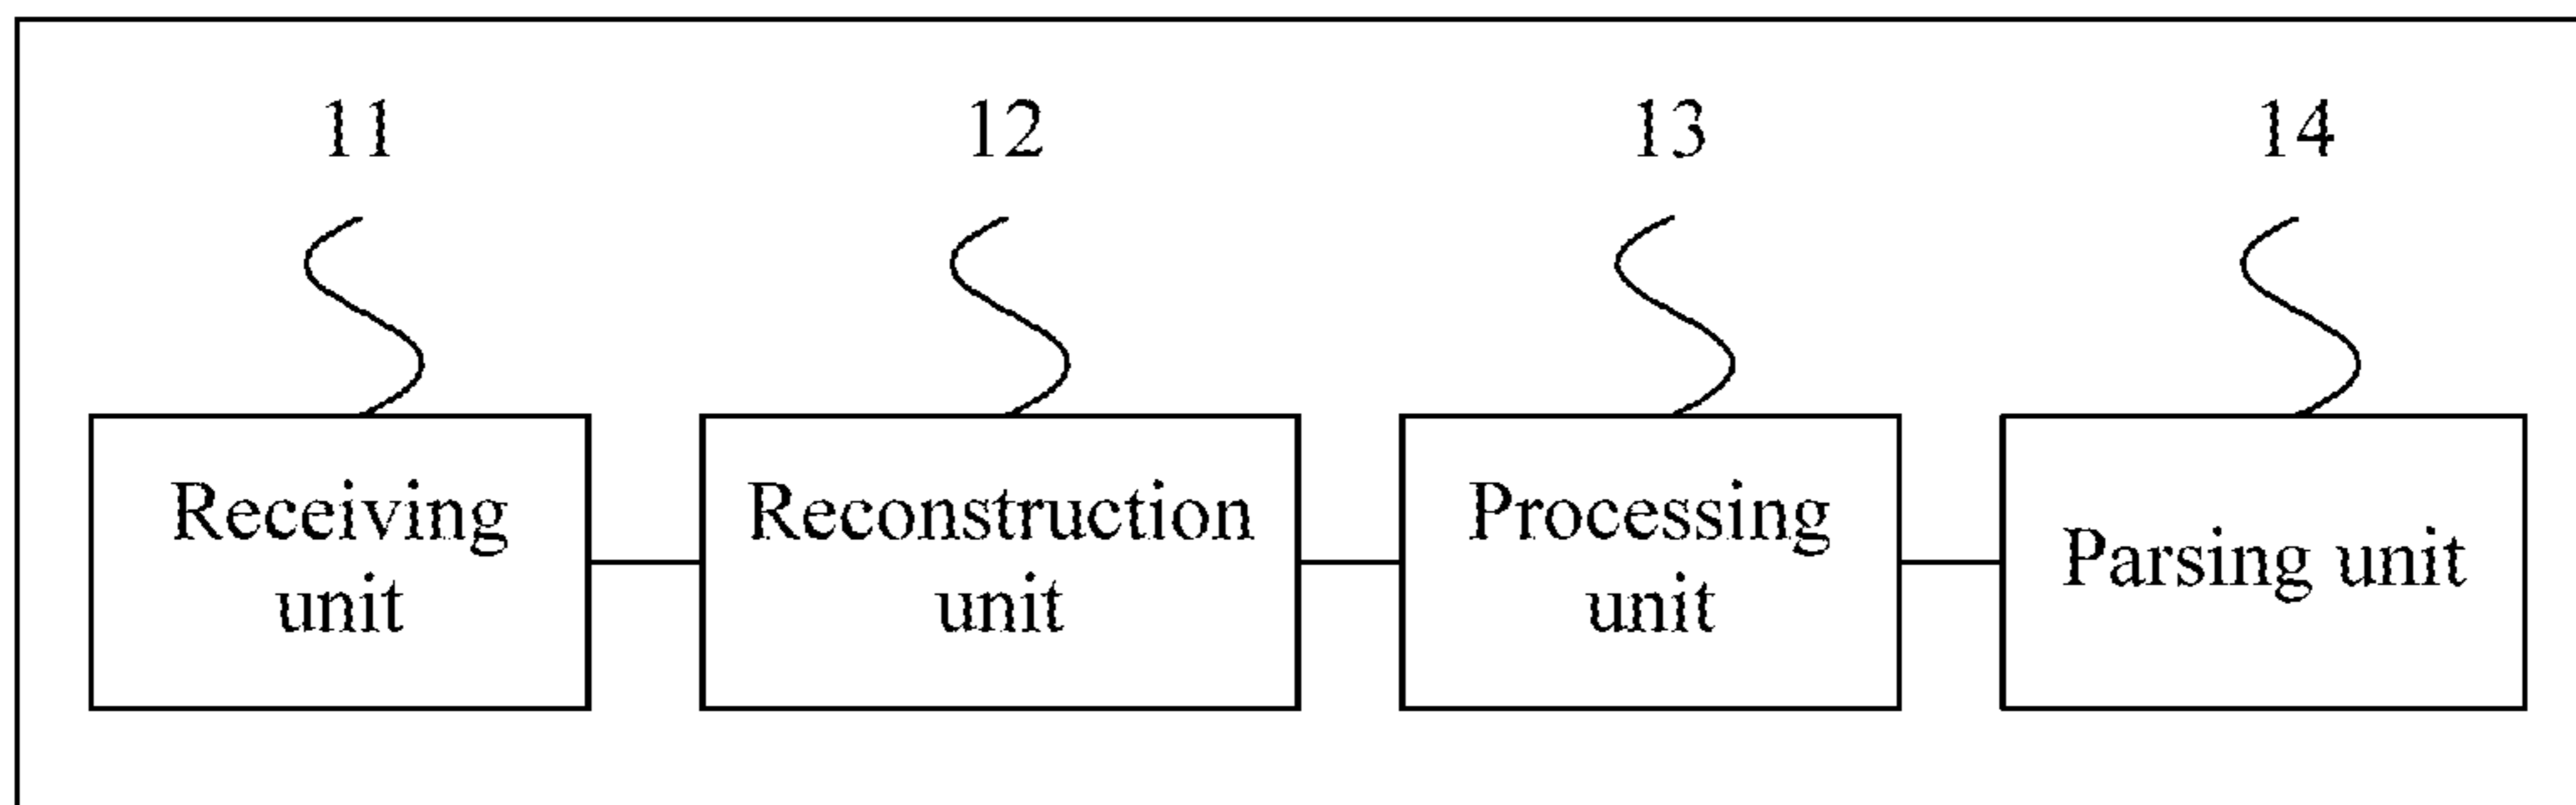 11
12
13
14
Receiving
unit
Reconstruction
unit
Processing
unit
Parsing unit